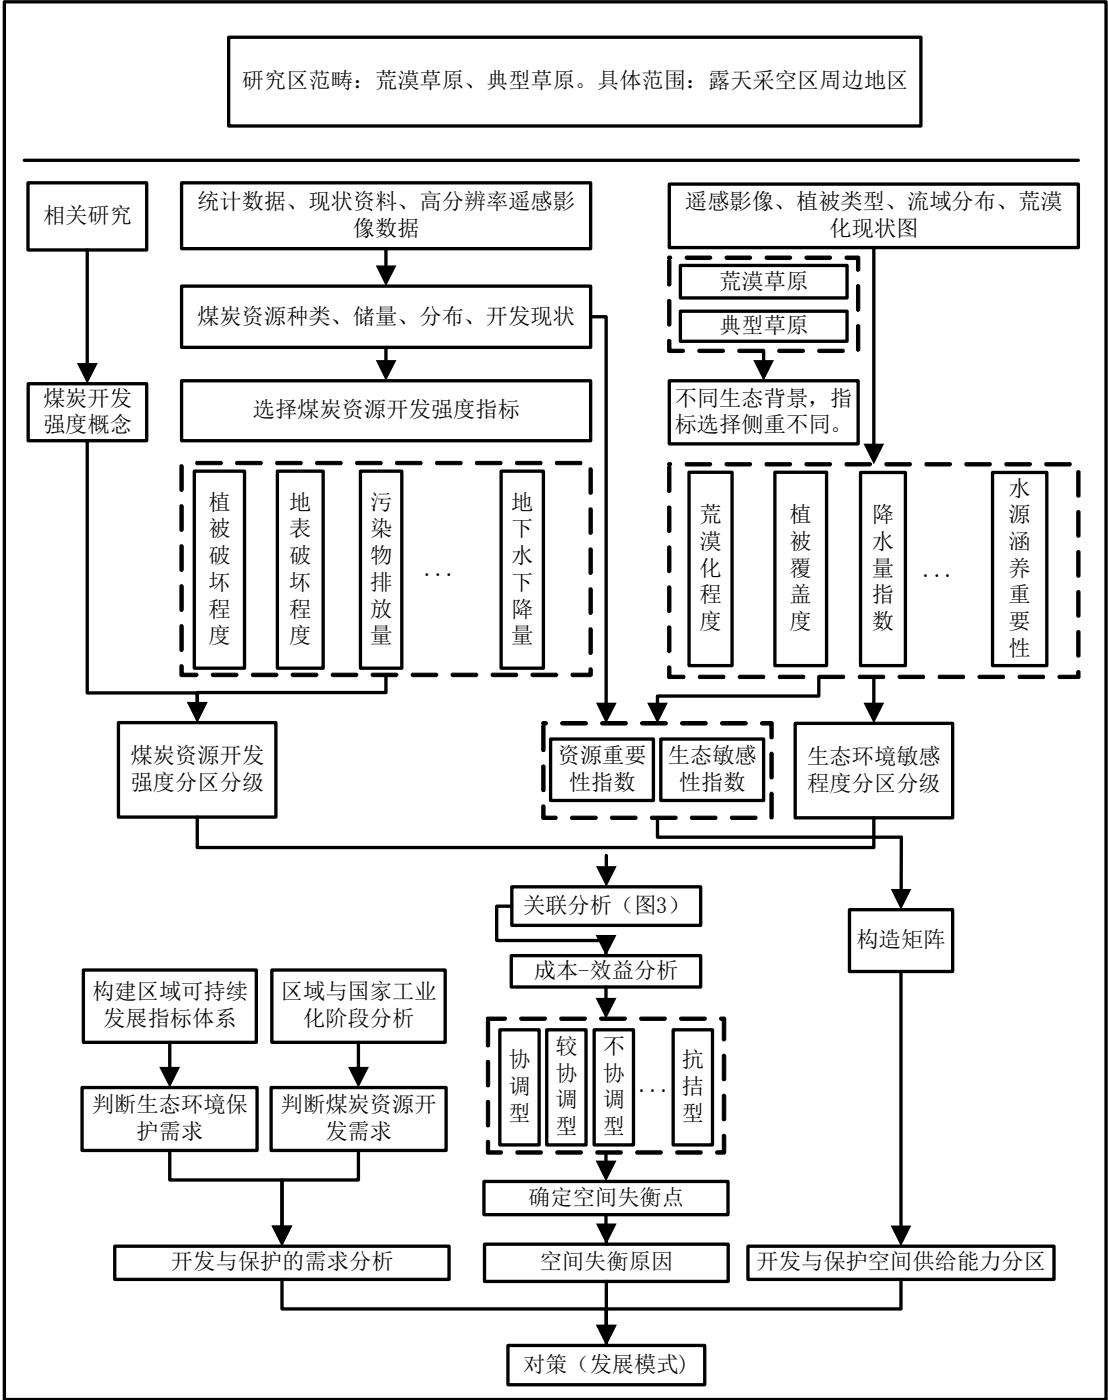 研究区范畴：荒漠草原、典型草原。具体范围：露天采空区周边地区
相关研究
统计数据、现状资料、高分辨率遥感影
像数据
遥感影像、植被类型、流域分布、荒漠
化现状图
荒漠草原
典型草原
煤炭资源种类、储量、分布、开发现状
煤炭开发
强度概念
选择煤炭资源开发强度指标
不同生态背景，指
标选择侧重不同。
植被破坏程度
地表破坏程度
污染物排放量
...
地下水下降量
荒漠化程度
植被覆盖度
降水量指数
...
水源涵养重要性
煤炭资源开发
强度分区分级
资源重要
性指数
生态敏感
性指数
生态环境敏感
程度分区分级
关联分析（图3）
构造矩阵
成本-效益分析
构建区域可持续
发展指标体系
区域与国家工业
化阶段分析
协调型
较协调型
不协调型
...
抗拮型
判断生态环境保
护需求
判断煤炭资源开
发需求
确定空间失衡点
开发与保护的需求分析
空间失衡原因
开发与保护空间供给能力分区
对策（发展模式)